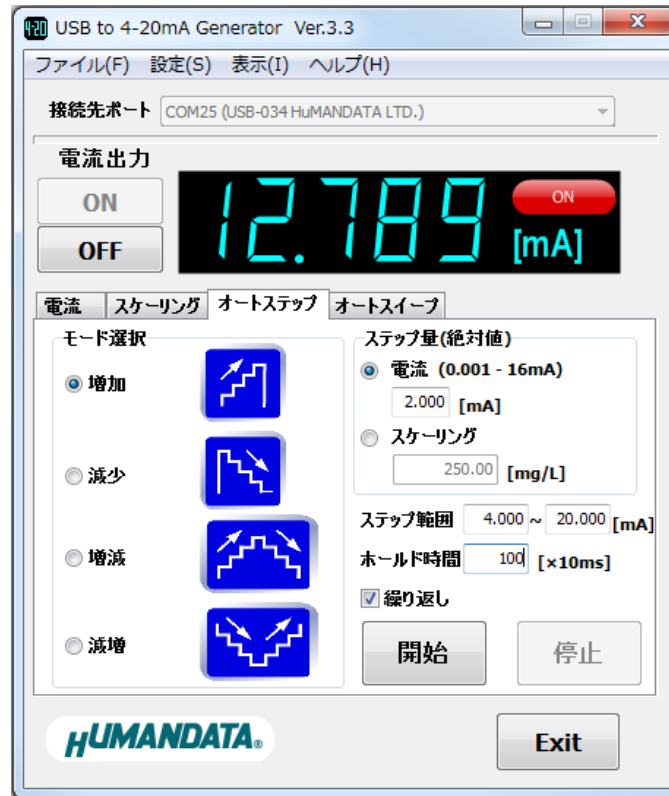 USB to 4-20mA Generator Ver.3.3
ファイル(F) 設定(S) 表示(I) ヘルプ(H)
接続先ポート COM25 (USB-034 HuMANDATA LTD.)
電流出力
ON
OFF
12.789
ON
[mA]
電流 スケーリング オートステップ オートスイープ
モード選択
増加
減少
増減
減増
ステップ量(絶対値)
電流 (0.001 - 16mA)
2.000 [mA]
スケーリング
250.00 [mg/L]
ステップ範囲 4.000 ~ 20.000 [mA]
ホールド時間 100 [×10ms]
繰り返し
開始 停止
HUMANDATA®
Exit